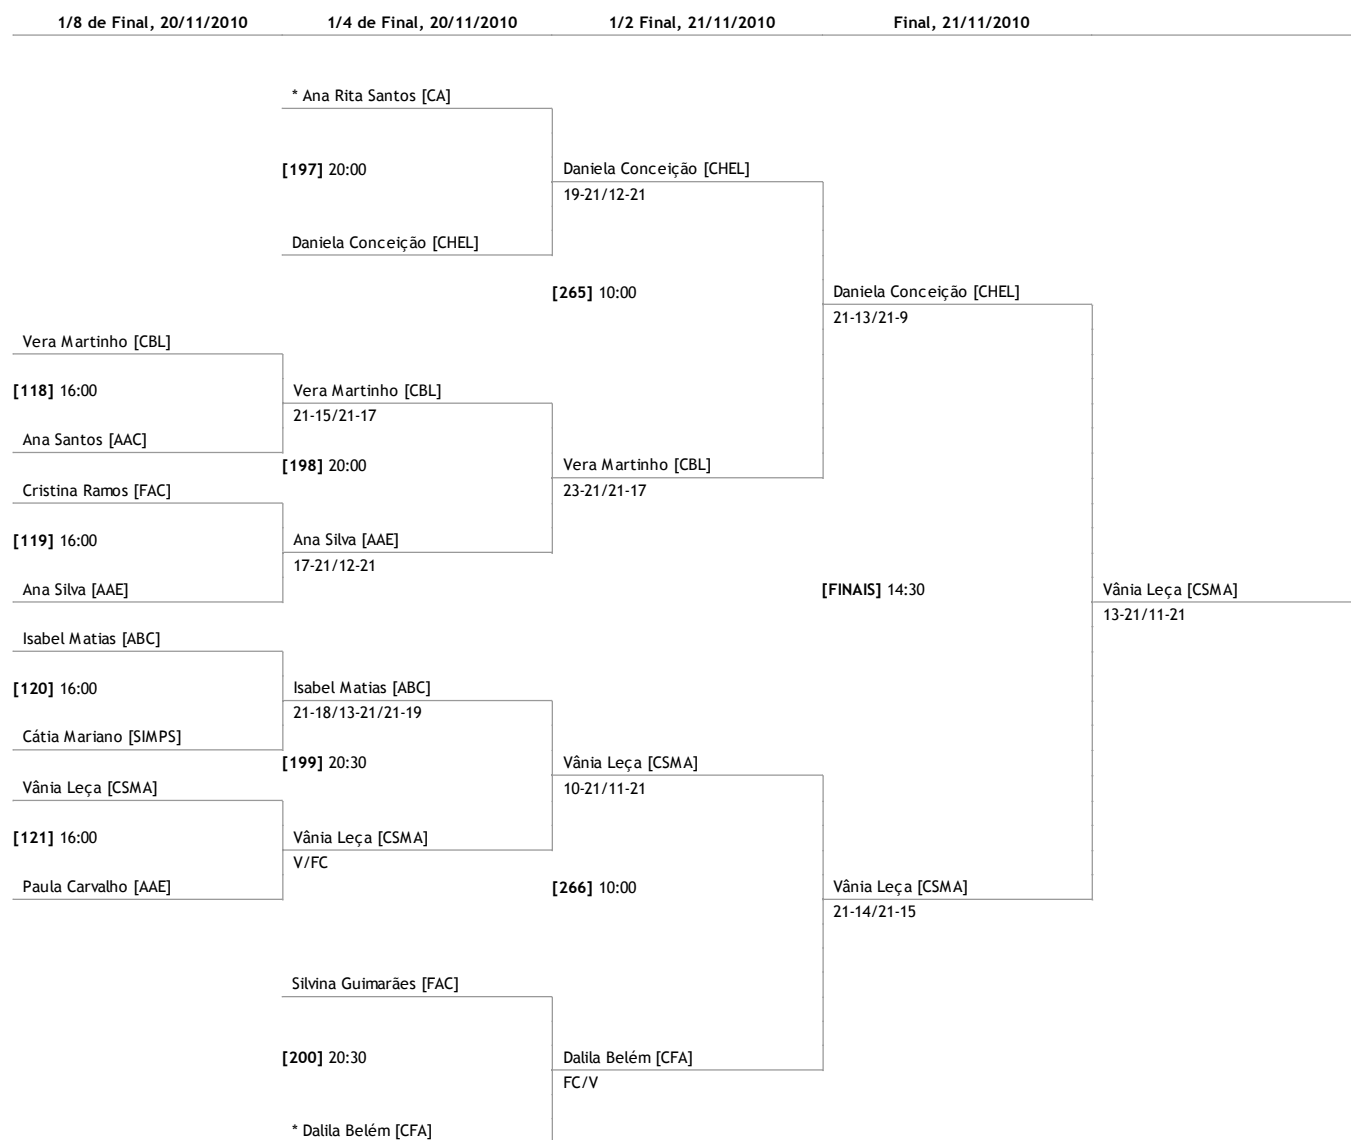 1/8 de Final, 20/11/2010 1/4 de Final, 20/11/2010 1/2 Final, 21/11/2010 Final, 21/11/2010
* Ana Rita Santos [CA]
[197] 20:00 Daniela Conceição [CHEL]
19-21/12-21
Daniela Conceição [CHEL]
[265] 10:00 Daniela Conceição [CHEL]
21-13/21-9
Vera Martinho [CBL]
[118] 16:00 Vera Martinho [CBL]
21-15/21-17
Ana Santos [AAC]
[198] 20:00 Vera Martinho [CBL]
Cristina Ramos [FAC] 23-21/21-17
[119] 16:00 Ana Silva [AAE]
17-21/12-21
Ana Silva [AAE] [FINAIS] 14:30 Vânia Leça [CSMA]
13-21/11-21
Isabel Matias [ABC]
[120] 16:00 Isabel Matias [ABC]
21-18/13-21/21-19
Cátia Mariano [SIMPS]
[199] 20:30 Vânia Leça [CSMA]
Vânia Leça [CSMA] 10-21/11-21
[121] 16:00 Vânia Leça [CSMA]
V/FC
Paula Carvalho [AAE] [266] 10:00 Vânia Leça [CSMA]
21-14/21-15
Silvina Guimarães [FAC]
[200] 20:30 Dalila Belém [CFA]
FC/V
* Dalila Belém [CFA]